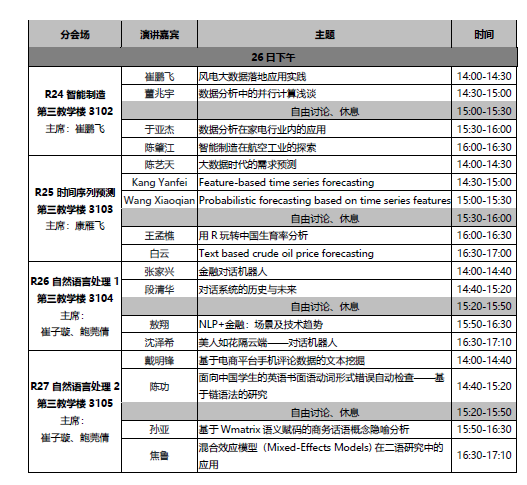 分会场 演讲嘉宾 主题 时间
26日下午
R24 智能制造
第三教学楼 3102
主席：崔鹏飞
崔鹏飞 风电大数据落地应用实践 14:00-14:30
董兆宇 数据分析中的并行计算浅谈 14:30-15:00
自由讨论、休息 15:00-15:30
于亚杰 数据分析在家电行业内的应用 15:30-16:00
陈肇江 智能制造在航空工业的探索 16:00-16:30
R25 时间序列预测
第三教学楼 3103
主席：康雁飞
陈艺天 大数据时代的需求预测 14:00-14:30
Kang Yanfei Feature-based time series forecasting 14:30-15:00
Wang Xiaoqian Probabilistic forecasting based on time series features 15:00-15:30
自由讨论、休息 15:30-16:00
王孟樵 用 R 玩转中国生育率分析 16:00-16:30
白云 Text based crude oil price forecasting 16:30-17:00
R26 自然语言处理 1
第三教学楼 3104
主席：
崔子璇、鲍莞倩
张家兴 金融对话机器人 14:00-14:40
段清华 对话系统的历史与未来 14:40-15:20
自由讨论、休息 15:20-15:50
敖翔 NLP+金融：场景及技术趋势 15:50-16:30
沈泽希 美人如花隔云端——对话机器人 16:30-17:10
R27 自然语言处理 2
第三教学楼 3105
主席：
崔子璇、鲍莞倩
戴明锋 基于电商平台手机评论数据的文本挖掘 14:00-14:40
陈功 面向中国学生的英语书面语动词形式错误自动检查——基
于链语法的研究 14:40-15:20
自由讨论、休息 15:20-15:50
孙亚 基于 Wmatrix 语义赋码的商务话语概念隐喻分析 15:50-16:30
焦鲁 混合效应模型（Mixed-Effects Models) 在二语研究中的
应用 16:30-17:10